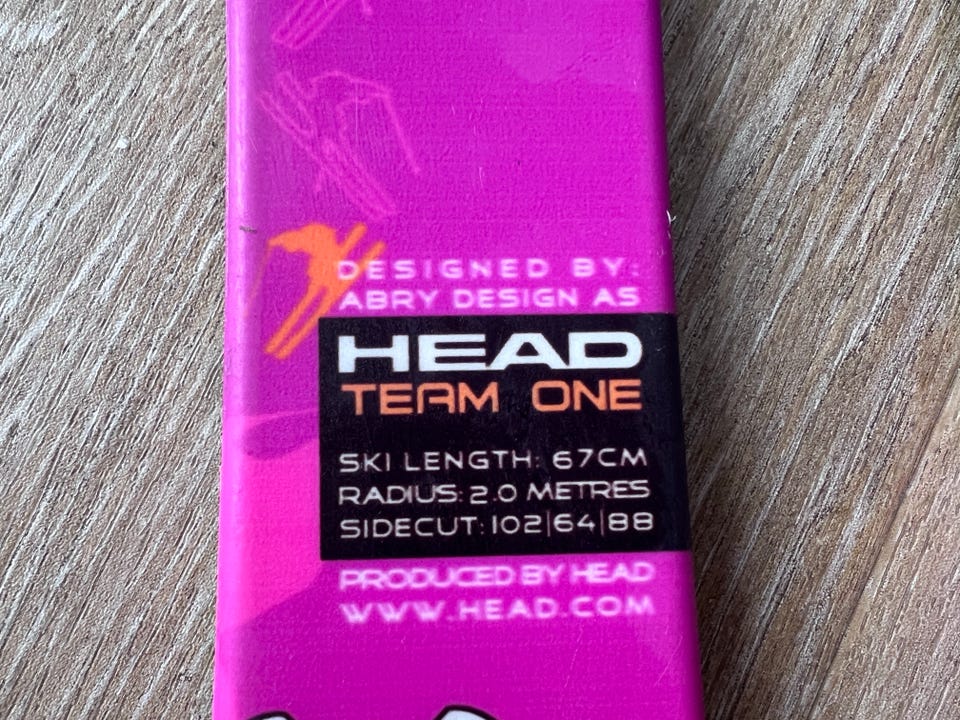 DESIGNED BY:
ABRY DESIGN AS
HEAD
TEAM ONE
SKI LENGTH: 67CM
RADIUS: 2.0 METRES
SIDECUT: 102|64|88
PRODUCED BY HEAD
WWW.HEAD.COM